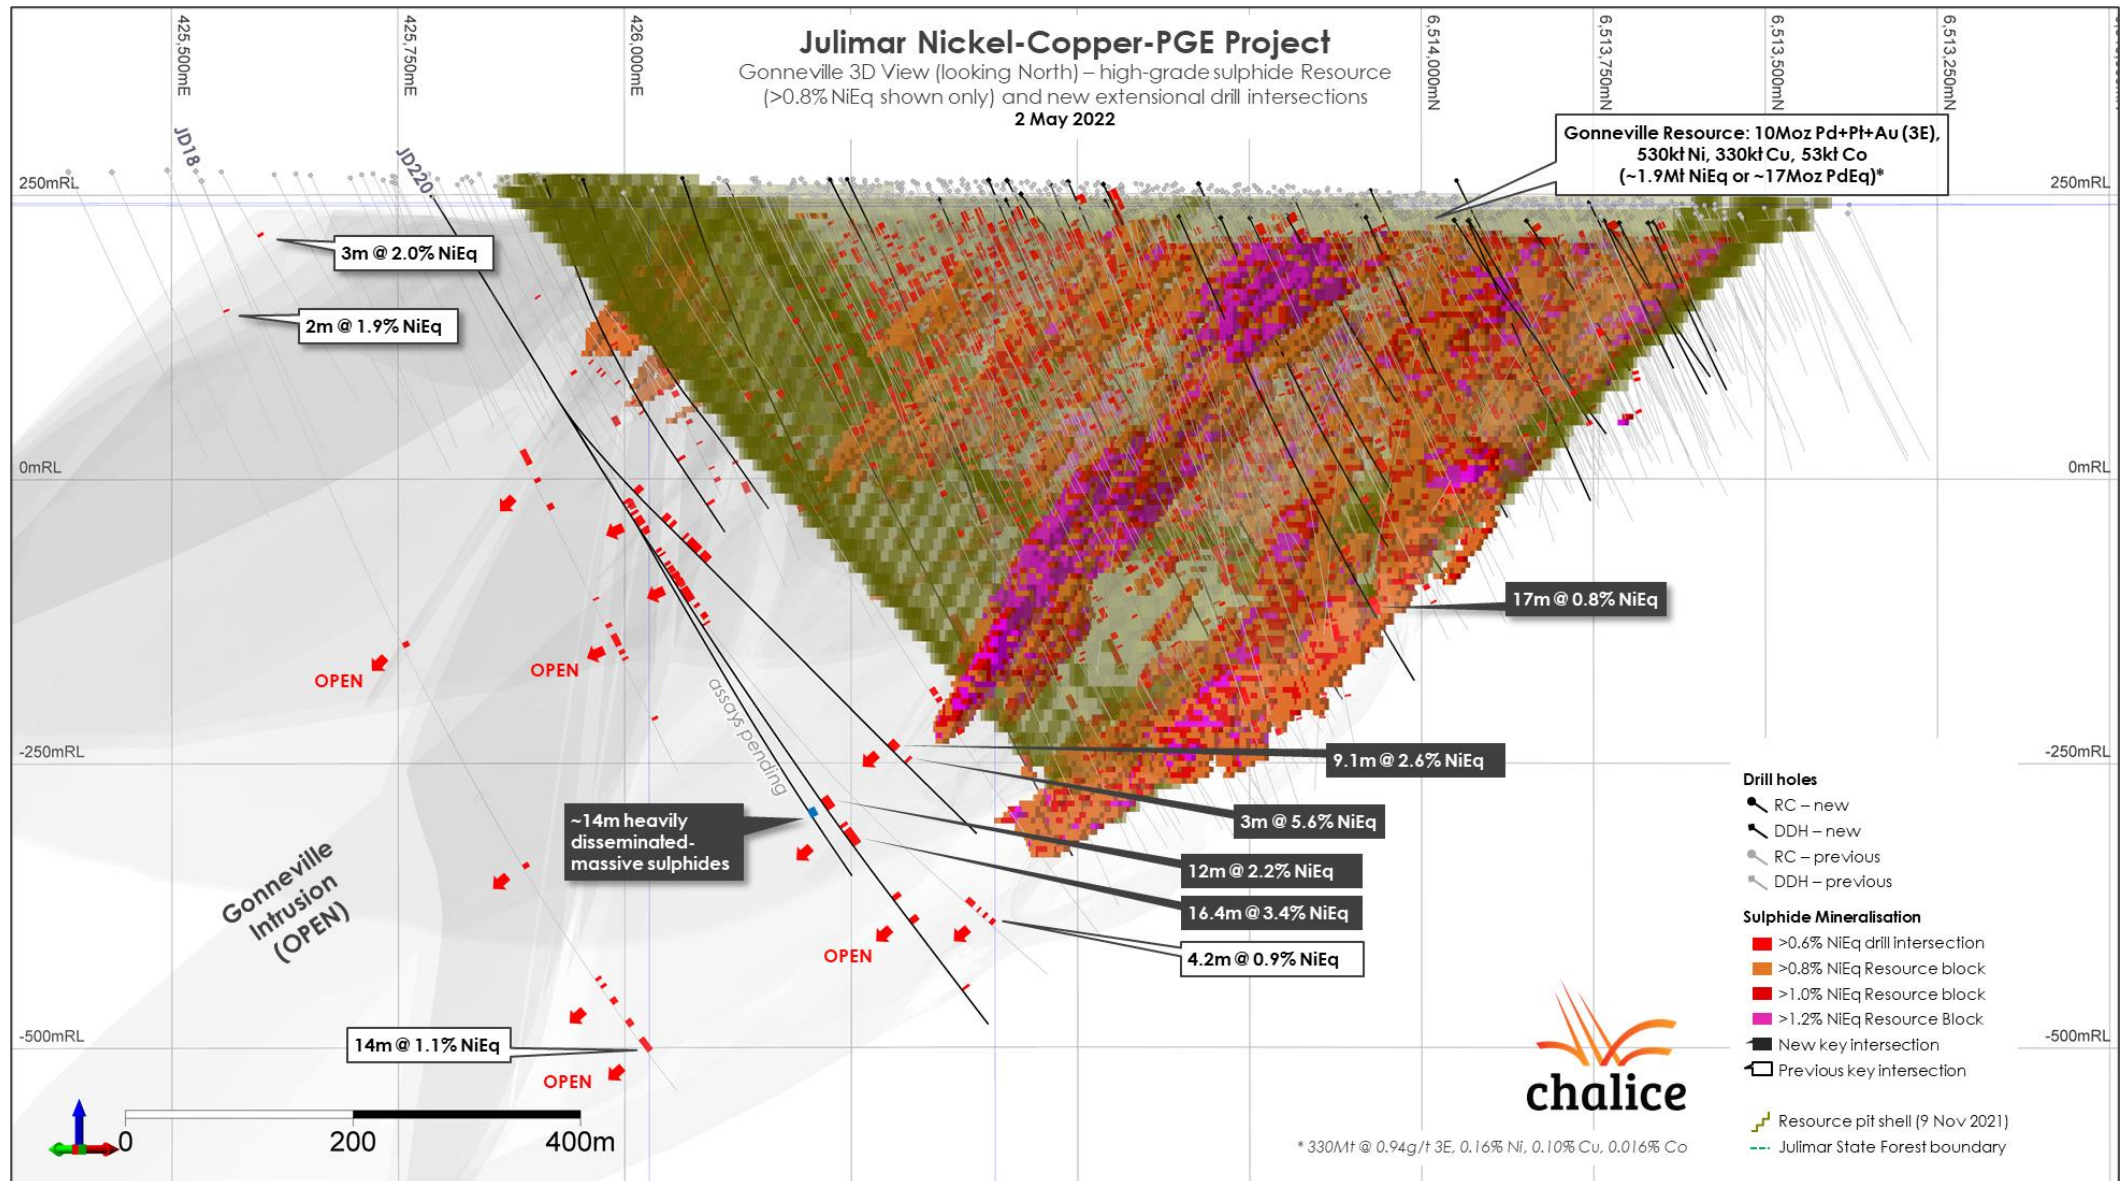 425,500mE
425,750mE
426,000mE
6,514,000mN
6,513,750mN
6,513,500mN
6,513,250mN
Julimar Nickel-Copper-PGE Project
Gonneville 3D View (looking North) – high-grade sulphide Resource
(>0.8% NiEq shown only) and new extensional drill intersections
2 May 2022
Gonneville Resource: 10Moz Pd+Pt+Au (3E),
530kt Ni, 330kt Cu, 53kt Co
(~1.9Mt NiEq or ~17Moz PdEq)*
JD18
JD220
250mRL
250mRL
3m @ 2.0% NiEq
2m @ 1.9% NiEq
0mRL
0mRL
17m @ 0.8% NiEq
OPEN
OPEN
assays pending
-250mRL
-250mRL
9.1m @ 2.6% NiEq
3m @ 5.6% NiEq
~14m heavily
disseminated-
massive sulphides
12m @ 2.2% NiEq
16.4m @ 3.4% NiEq
4.2m @ 0.9% NiEq
OPEN
Gonneville
Intrusion
(OPEN)
-500mRL
-500mRL
14m @ 1.1% NiEq
OPEN
0
200
400m
Drill holes
RC – new
DDH – new
RC – previous
DDH – previous
Sulphide Mineralisation
>0.6% NiEq drill intersection
>0.8% NiEq Resource block
>1.0% NiEq Resource block
>1.2% NiEq Resource Block
New key intersection
Previous key intersection
Resource pit shell (9 Nov 2021)
Julimar State Forest boundary
chalice
* 330Mt @ 0.94g/t 3E, 0.16% Ni, 0.10% Cu, 0.016% Co